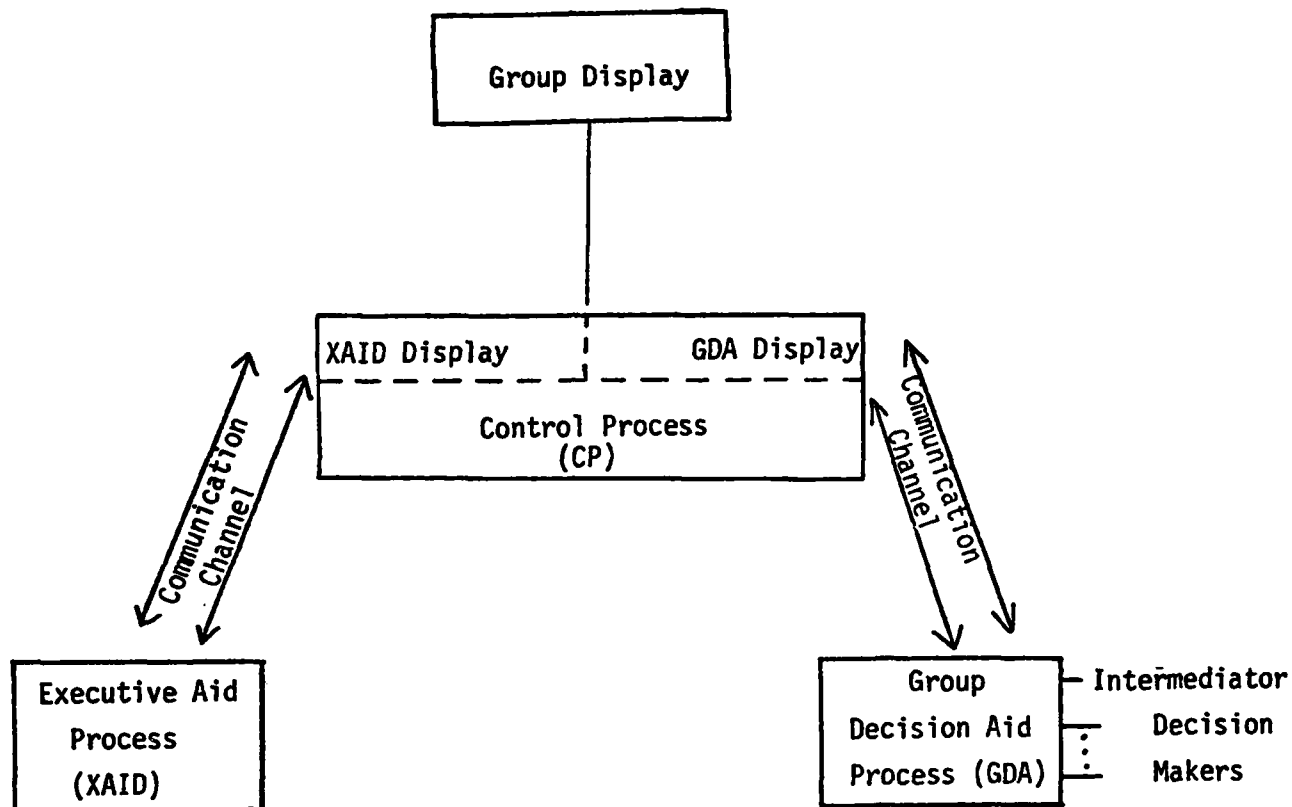 Group Display
XAID Display
GDA Display
Control Process
(CP)
Communication
Channel
Communication
Channel
Executive Aid
Process
(XAID)
Group
Decision Aid
Process (GDA)
Intermediator
Decision
Makers